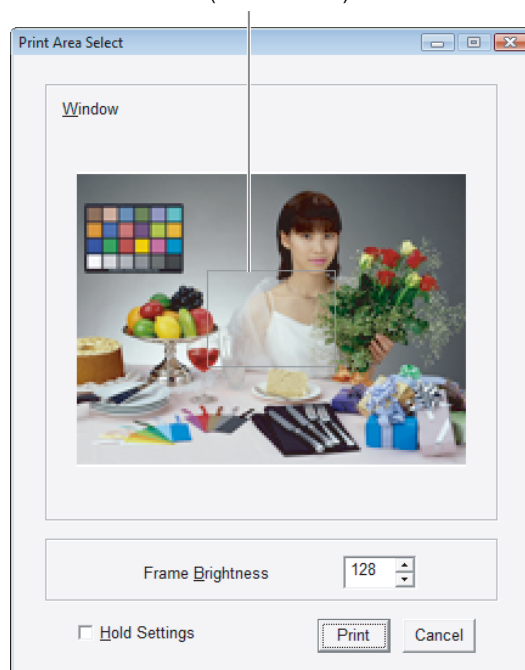 Print Area Select
Window
Frame Brightness
128
Hold Settings
Print
Cancel